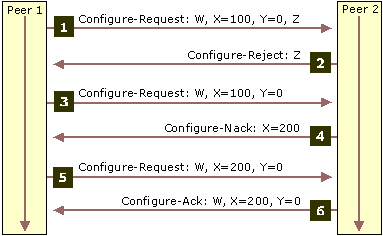 Peer 1
Peer 2
Configure-Request: W, X=100, Y=0, Z
1
Configure-Reject: Z
2
Configure-Request: W, X=100, Y=0
3
Configure-Nack: X=200
4
Configure-Request: W, X=200, Y=0
5
Configure-Ack: W, X=200, Y=0
6